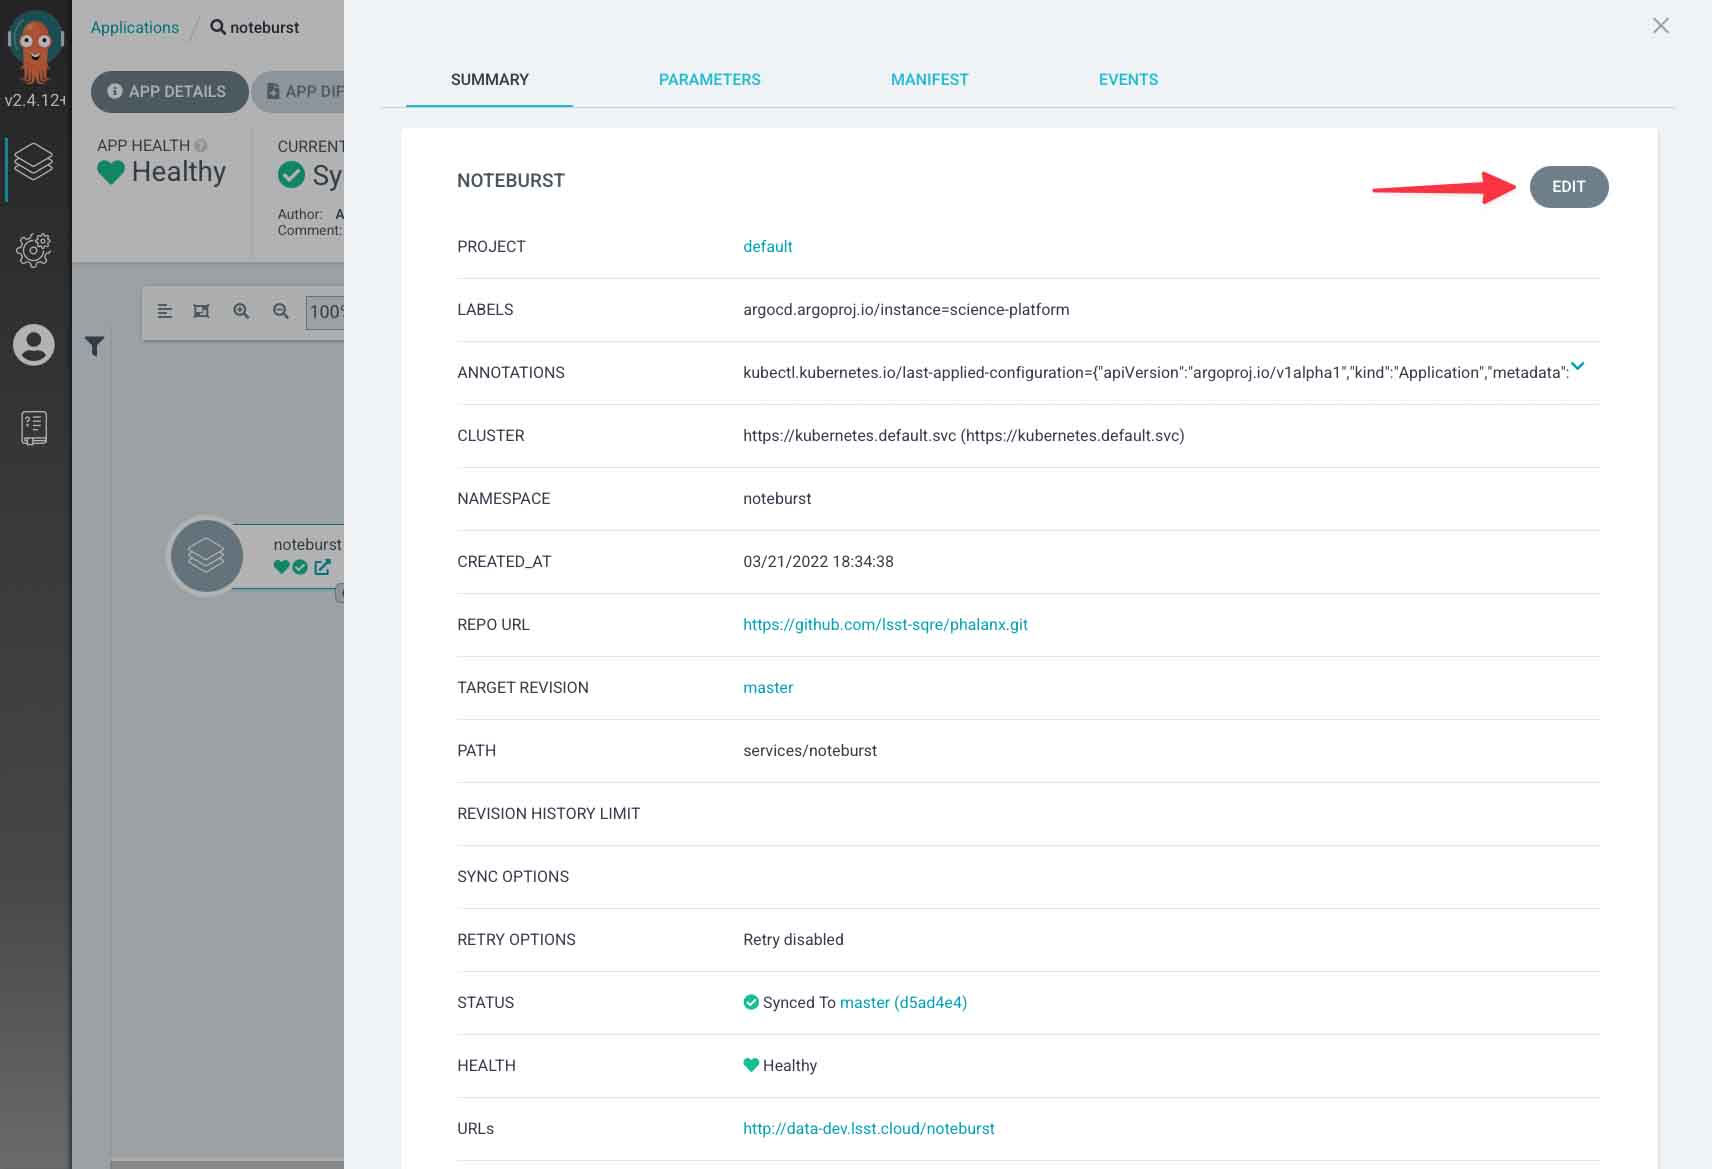 Applications / noteburst
v2.4.12+
APP DETAILS
APP DIF
APP HEALTH
Healthy
CURRENT
Sy
Author: A
Comment:
100%
noteburst
SUMMARY
PARAMETERS
MANIFEST
EVENTS
NOTEBURST
EDIT
PROJECT default
LABELS argocd.argoproj.io/instance=science-platform
ANNOTATIONS kubectl.kubernetes.io/last-applied-configuration={"apiVersion":"argoproj.io/v1alpha1","kind":"Application","metadata":
CLUSTER https://kubernetes.default.svc (https://kubernetes.default.svc)
NAMESPACE noteburst
CREATED_AT 03/21/2022 18:34:38
REPO URL https://github.com/lsst-sqre/phalanx.git
TARGET REVISION master
PATH services/noteburst
REVISION HISTORY LIMIT
SYNC OPTIONS
RETRY OPTIONS Retry disabled
STATUS Synced To master (d5ad4e4)
HEALTH Healthy
URLs http://data-dev.lsst.cloud/noteburst